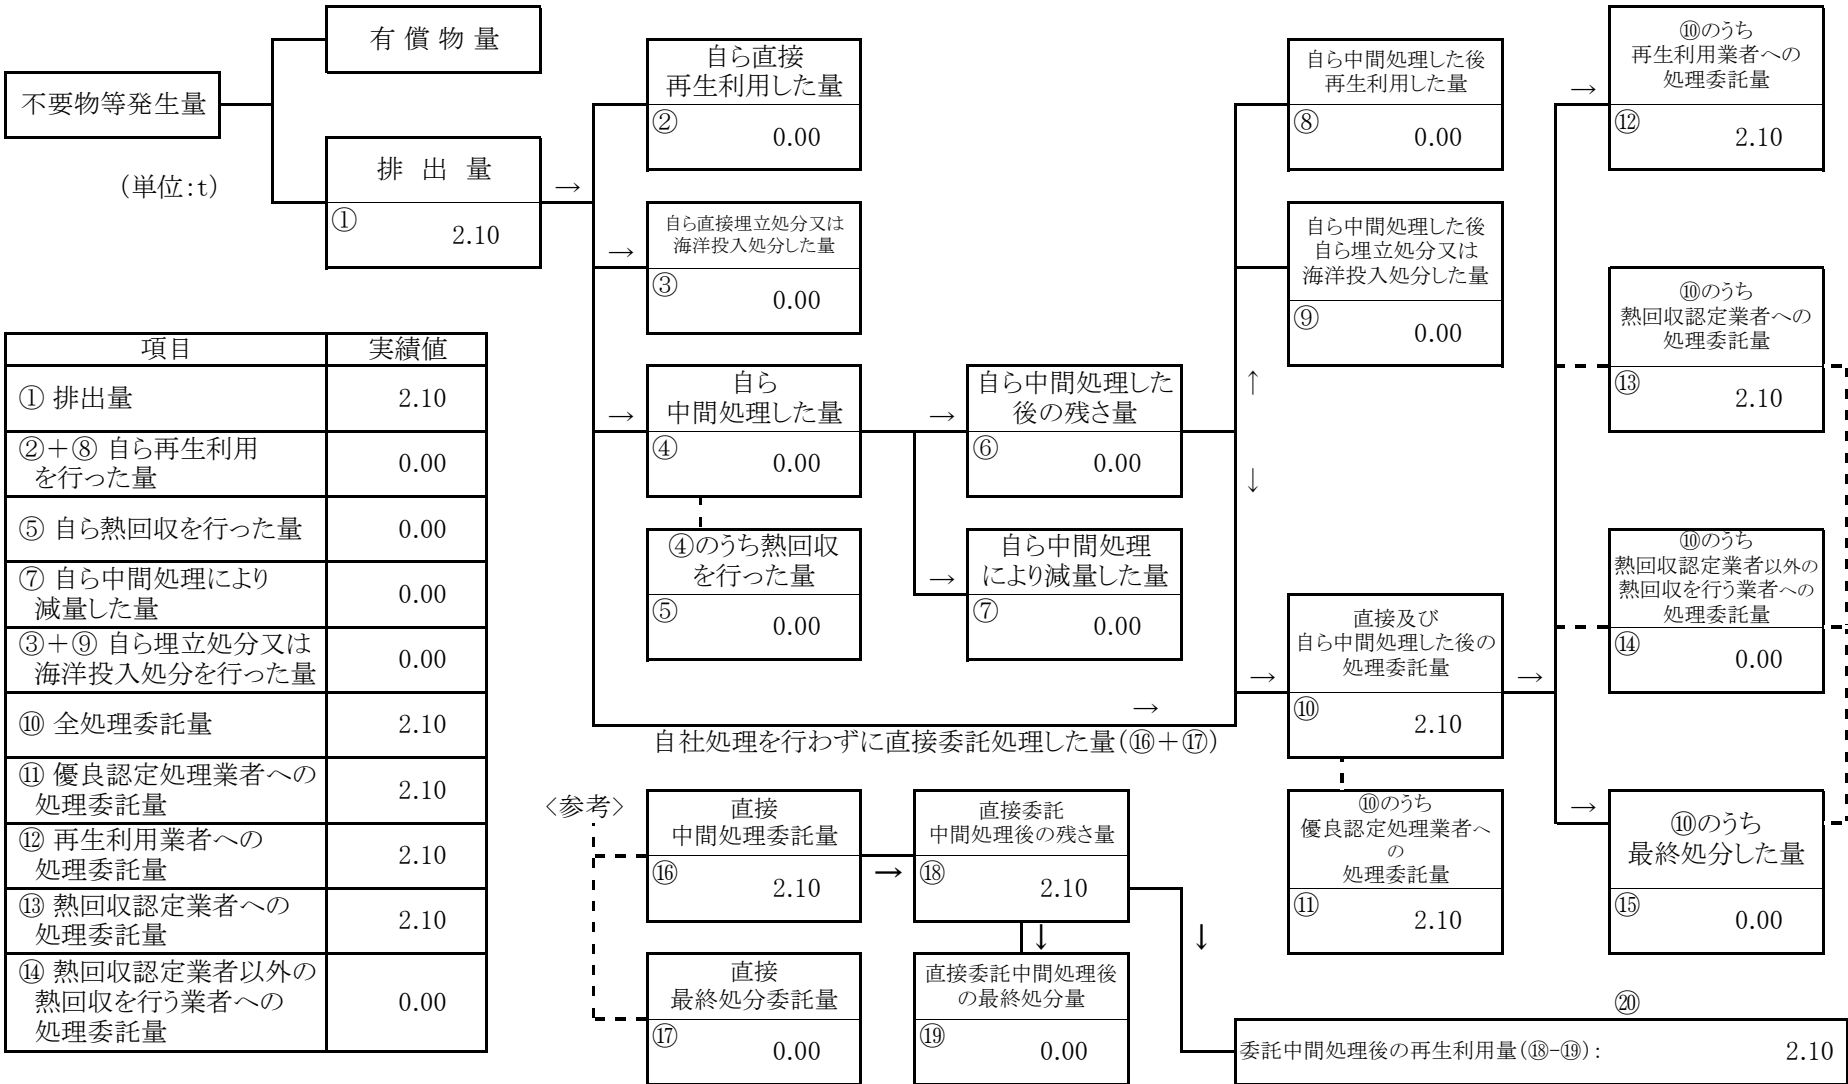 有 償 物 量
不要物等発生量
(単位:t)
排 出 量
①
2.10
→
自ら直接
再生利用した量
②
0.00
→
自ら直接埋立処分又は
海洋投入処分した量
③
0.00
→
自ら
中間処理した量
④
0.00
④のうち熱回収
を行った量
⑤
0.00
→
自ら中間処理した
後の残さ量
⑥
0.00
→
自ら中間処理
により減量した量
⑦
0.00
↑
↓
自ら中間処理した後
再生利用した量
⑧
0.00
自ら中間処理した後
自ら埋立処分又は
海洋投入処分した量
⑨
0.00
→
自社処理を行わずに直接委託処理した量(⑯+⑰)
→
直接及び
自ら中間処理した後の
処理委託量
⑩
2.10
⑩のうち
優良認定処理業者へ
の
処理委託量
⑪
2.10
→
→
⑩のうち
再生利用業者への
処理委託量
⑫
2.10
⑩のうち
熱回収認定業者への
処理委託量
⑬
2.10
⑩のうち
熱回収認定業者以外の
熱回収を行う業者への
処理委託量
⑭
0.00
→
⑩のうち
最終処分した量
⑮
0.00
項目 実績値
① 排出量 2.10
②+⑧ 自ら再生利用
を行った量 0.00
⑤ 自ら熱回収を行った量 0.00
⑦ 自ら中間処理により
減量した量 0.00
③+⑨ 自ら埋立処分又は
海洋投入処分を行った量 0.00
⑩ 全処理委託量 2.10
⑪ 優良認定処理業者への
処理委託量 2.10
⑫ 再生利用業者への
処理委託量 2.10
⑬ 熱回収認定業者への
処理委託量 2.10
⑭ 熱回収認定業者以外の
熱回収を行う業者への
処理委託量 0.00
〈参考〉
直接
中間処理委託量
⑯
2.10
→
直接委託
中間処理後の残さ量
⑱
2.10
↓
↓
直接
最終処分委託量
⑰
0.00
直接委託中間処理後
の最終処分量
⑲
0.00
⑳
委託中間処理後の再生利用量(⑱-⑲): 2.10